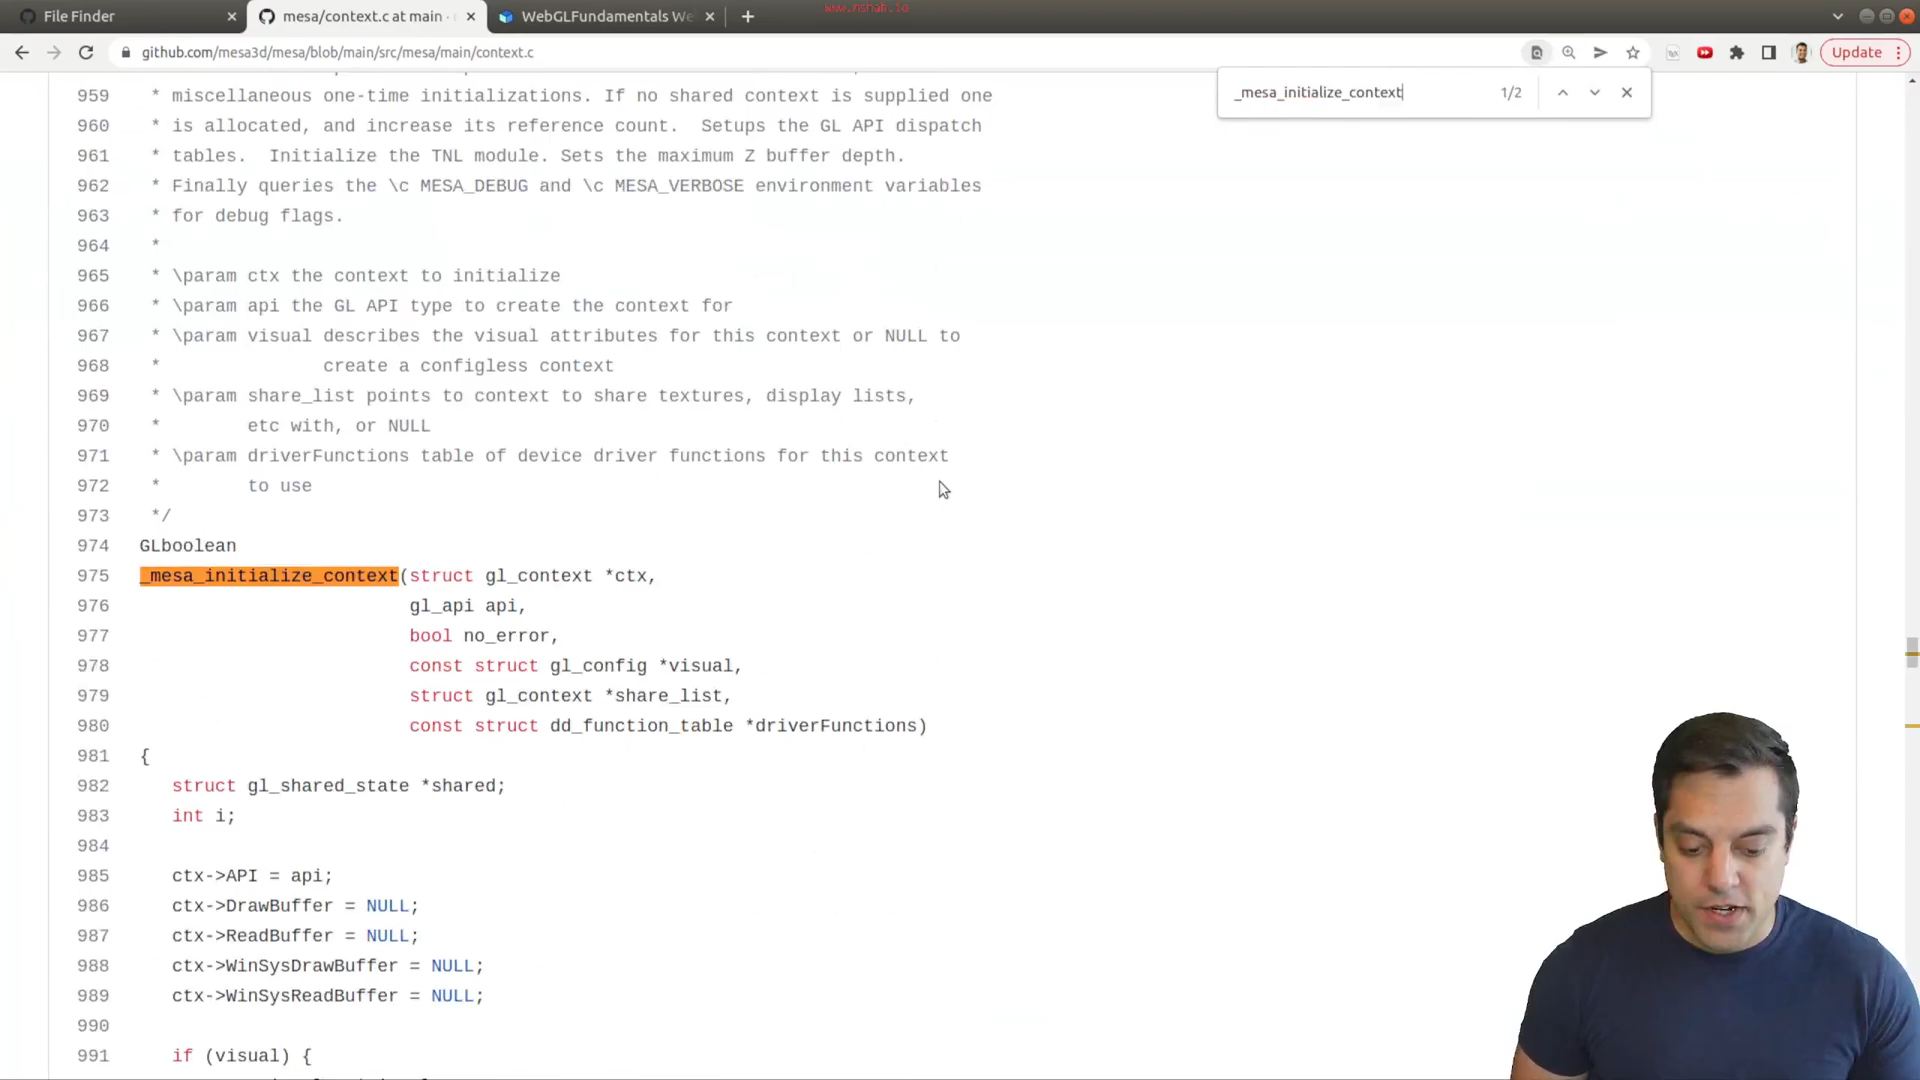 www.mshah.io
File Finder
mesa/context.c at main ·
WebGLFundamentals We
github.com/mesa3d/mesa/blob/main/src/mesa/main/context.c
Update
_mesa_initialize_context 1/2
959 * miscellaneous one-time initializations. If no shared context is supplied one
960 * is allocated, and increase its reference count. Setups the GL API dispatch
961 * tables. Initialize the TNL module. Sets the maximum Z buffer depth.
962 * Finally queries the \c MESA_DEBUG and \c MESA_VERBOSE environment variables
963 * for debug flags.
964 *
965 * \param ctx the context to initialize
966 * \param api the GL API type to create the context for
967 * \param visual describes the visual attributes for this context or NULL to
968 * create a configless context
969 * \param share_list points to context to share textures, display lists,
970 * etc with, or NULL
971 * \param driverFunctions table of device driver functions for this context
972 * to use
973 */
974 GLboolean
975 _mesa_initialize_context(struct gl_context *ctx,
976 gl_api api,
977 bool no_error,
978 const struct gl_config *visual,
979 struct gl_context *share_list,
980 const struct dd_function_table *driverFunctions)
981 {
982 struct gl_shared_state *shared;
983 int i;
984
985 ctx->API = api;
986 ctx->DrawBuffer = NULL;
987 ctx->ReadBuffer = NULL;
988 ctx->WinSysDrawBuffer = NULL;
989 ctx->WinSysReadBuffer = NULL;
990
991 if (visual) {